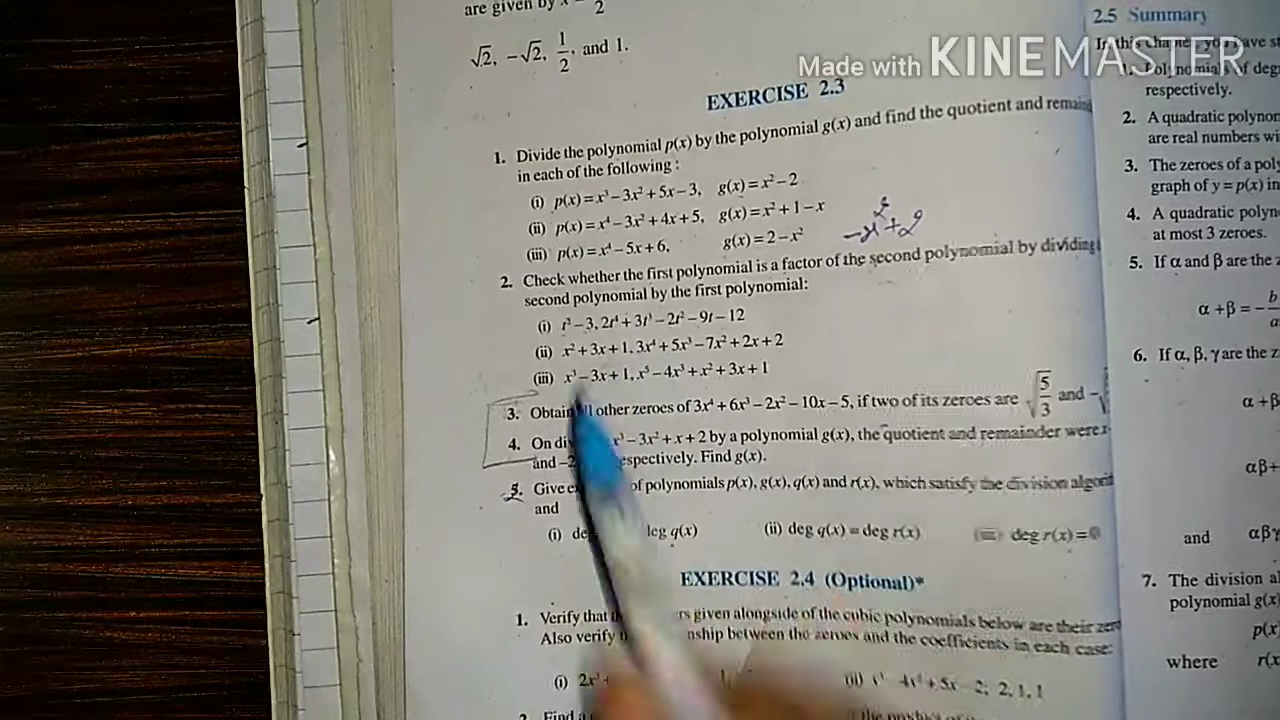 are given by x = 2
√2, −√2, 1/2, and 1.
Made with KINEMASTER
EXERCISE 2.3
1. Divide the polynomial p(x) by the polynomial g(x) and find the quotient and
in each of the following :
(i) p(x) = x³ − 3x² + 5x − 3, g(x) = x² − 2
(ii) p(x) = x⁴ − 3x² + 4x + 5, g(x) = x² + 1 − x
(iii) p(x) = x⁴ − 5x + 6, g(x) = 2 − x²
−x² + 2
2. Check whether the first polynomial is a factor of the second polynomial by dividing
second polynomial by the first polynomial:
(i) t² − 3, 2t⁴ + 3t³ − 2t² − 9t − 12
(ii) x² + 3x + 1, 3x⁴ + 5x³ − 7x² + 2x + 2
(iii) x³ − 3x + 1, x⁵ − 4x³ + x² + 3x + 1
3. Obtain all other zeroes of 3x⁴ + 6x³ − 2x² − 10x − 5, if two of its zeroes are √5/3 and −√
4. On x³ − 3x² + x + 2 by a polynomial g(x), the quotient and remainder were
and respectively. Find g(x).
5. Give of polynomials p(x), g(x), q(x) and r(x), which satisfy the division
and
(i) deg q(x) (ii) deg q(x) = deg r(x) deg r(x) = 0
EXERCISE 2.4 (Optional)*
1. Verify that given alongside of the cubic polynomials below are their
Also verify between the zeroes and the coefficients in each case:
(i) 2x³ + 4x² + 5x − 2; 2, 1, 1
2. Find a
2.5 Summary
In this chapter, you have
1. Polynomials of
respectively.
2. A quadratic
are real numbers
3. The zeroes of a
graph of y = p(x)
4. A quadratic
at most 3 zeroes.
5. If α and β are the
α + β = − b
a
6. If α, β, γ are the
α + β
αβ +
and αβγ
7. The division
polynomial g(x)
p(x)
where